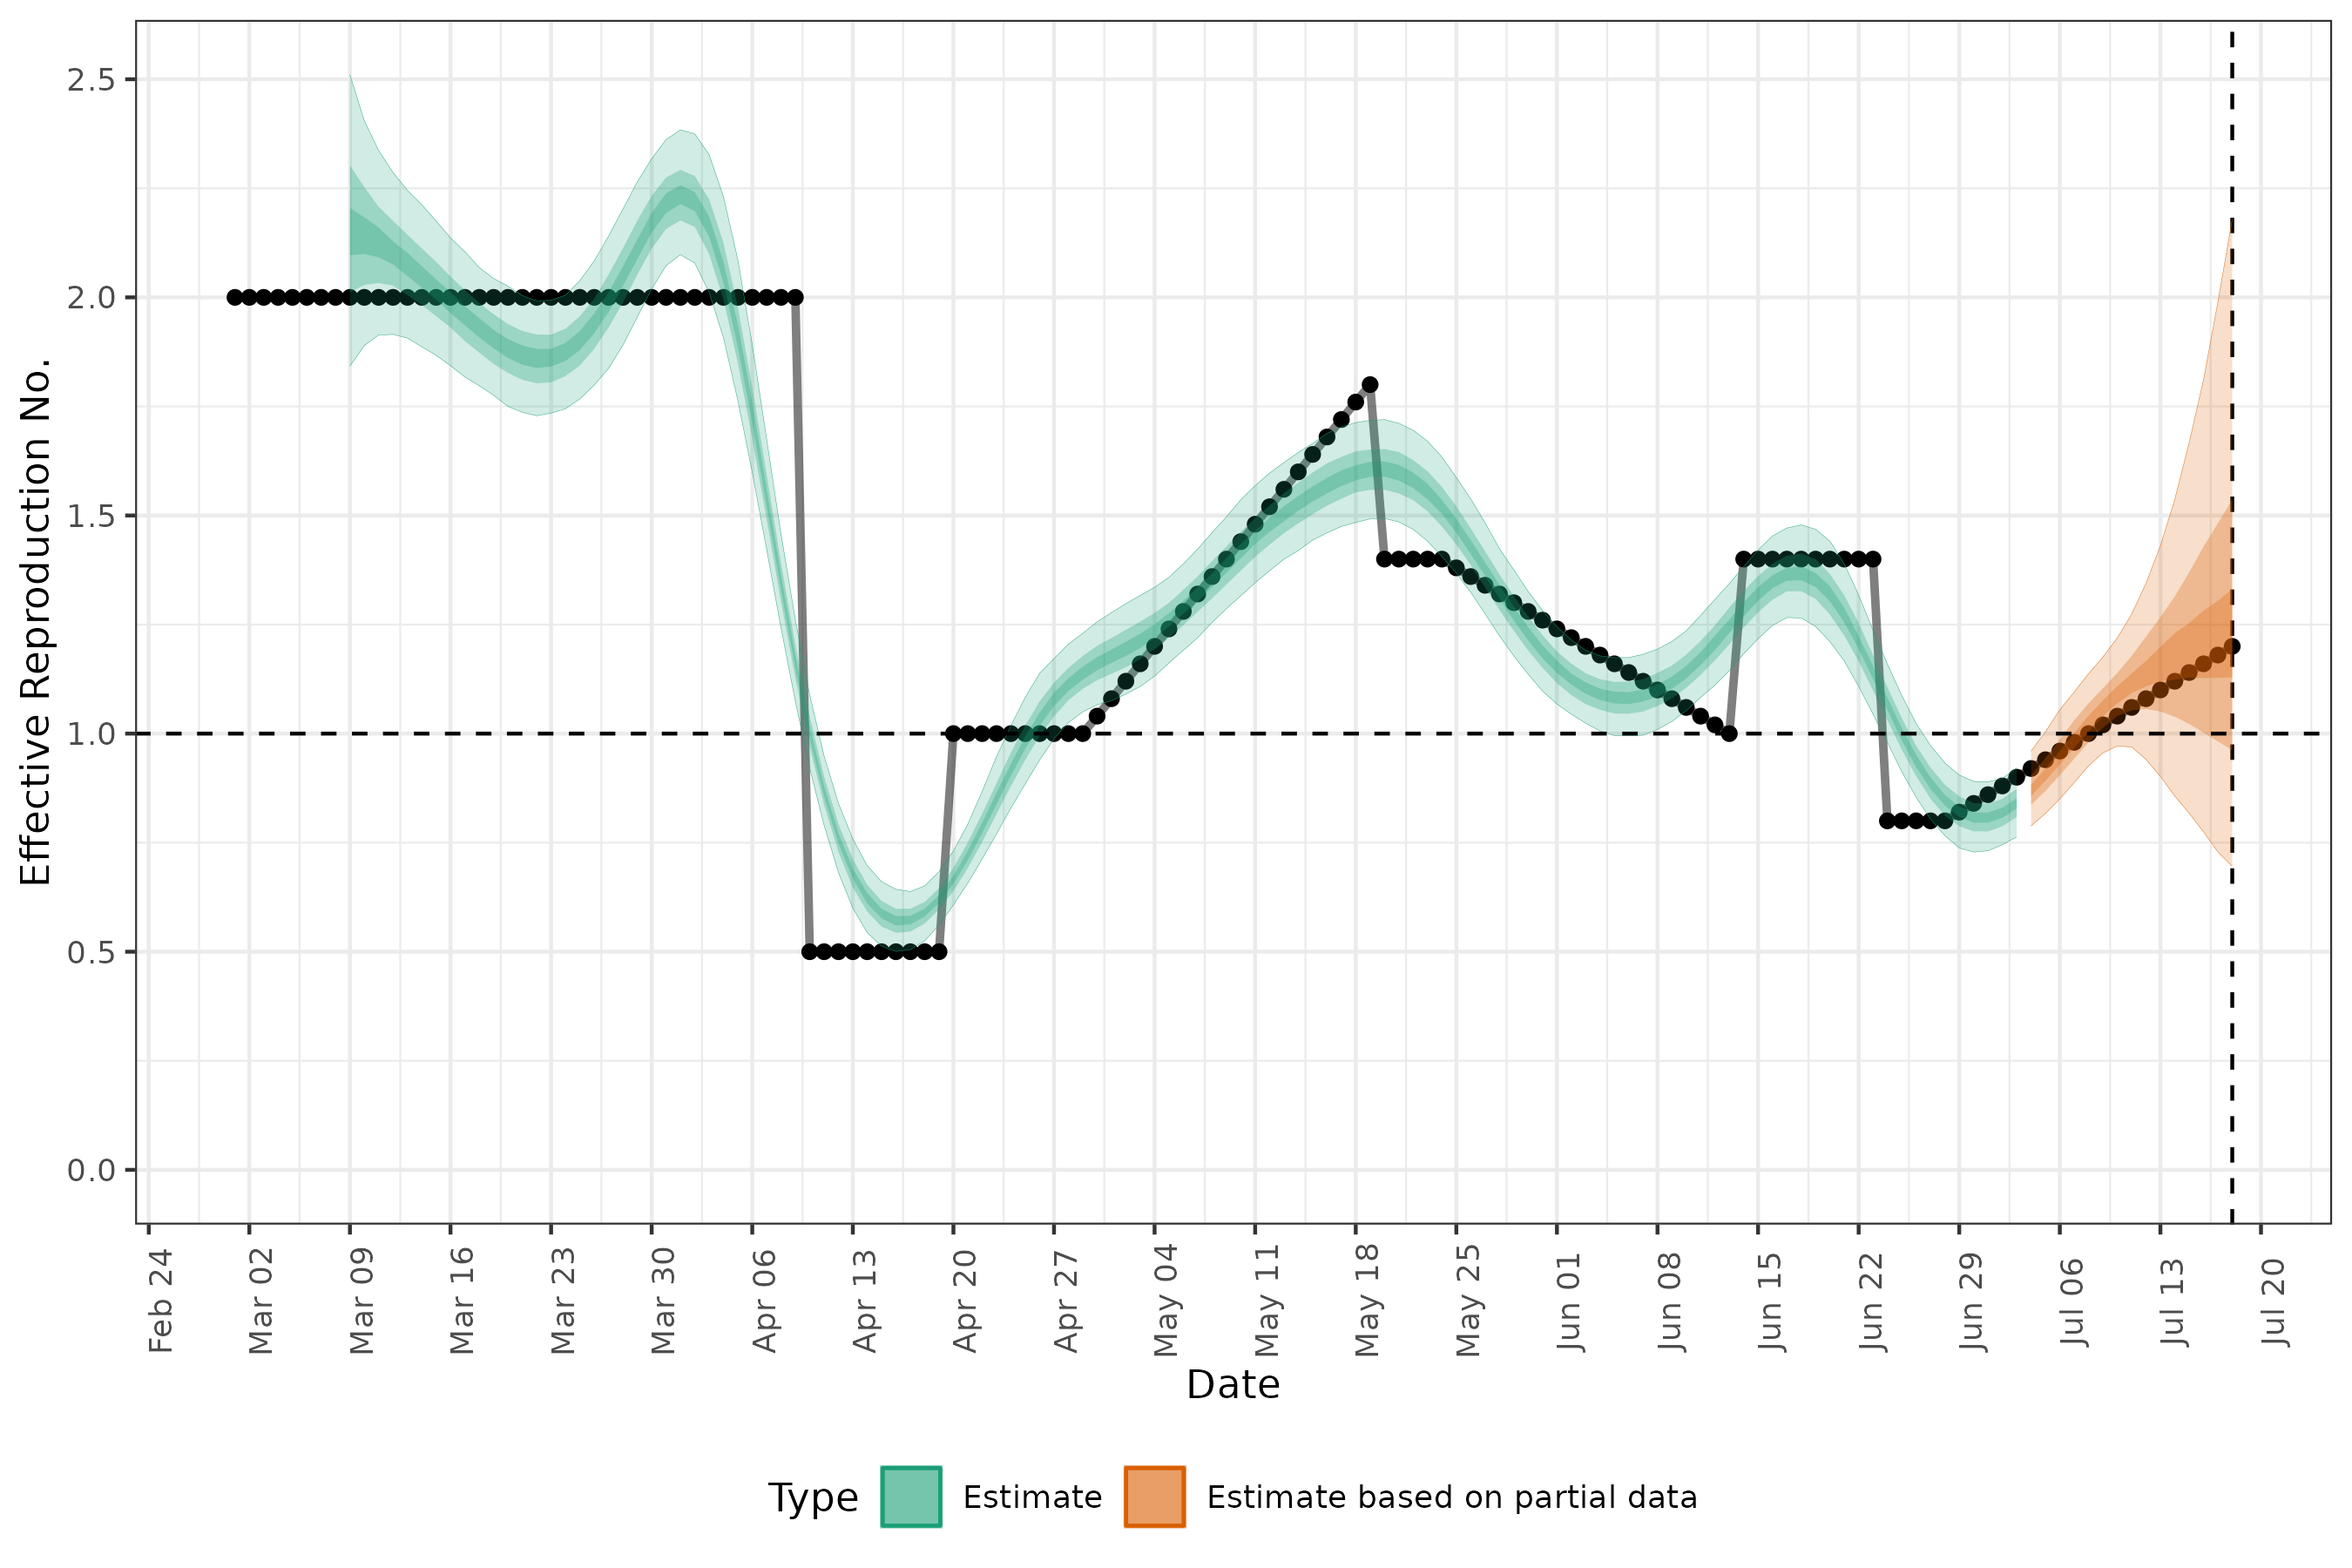 Effective Reproduction No.
2.5
2.0
1.5
1.0
0.5
0.0
Feb 24
Mar 02
Mar 09
Mar 16
Mar 23
Mar 30
Apr 06
Apr 13
Apr 20
Apr 27
May 04
May 11
May 18
May 25
Jun 01
Jun 08
Jun 15
Jun 22
Jun 29
Jul 06
Jul 13
Jul 20
Date
Type Estimate Estimate based on partial data